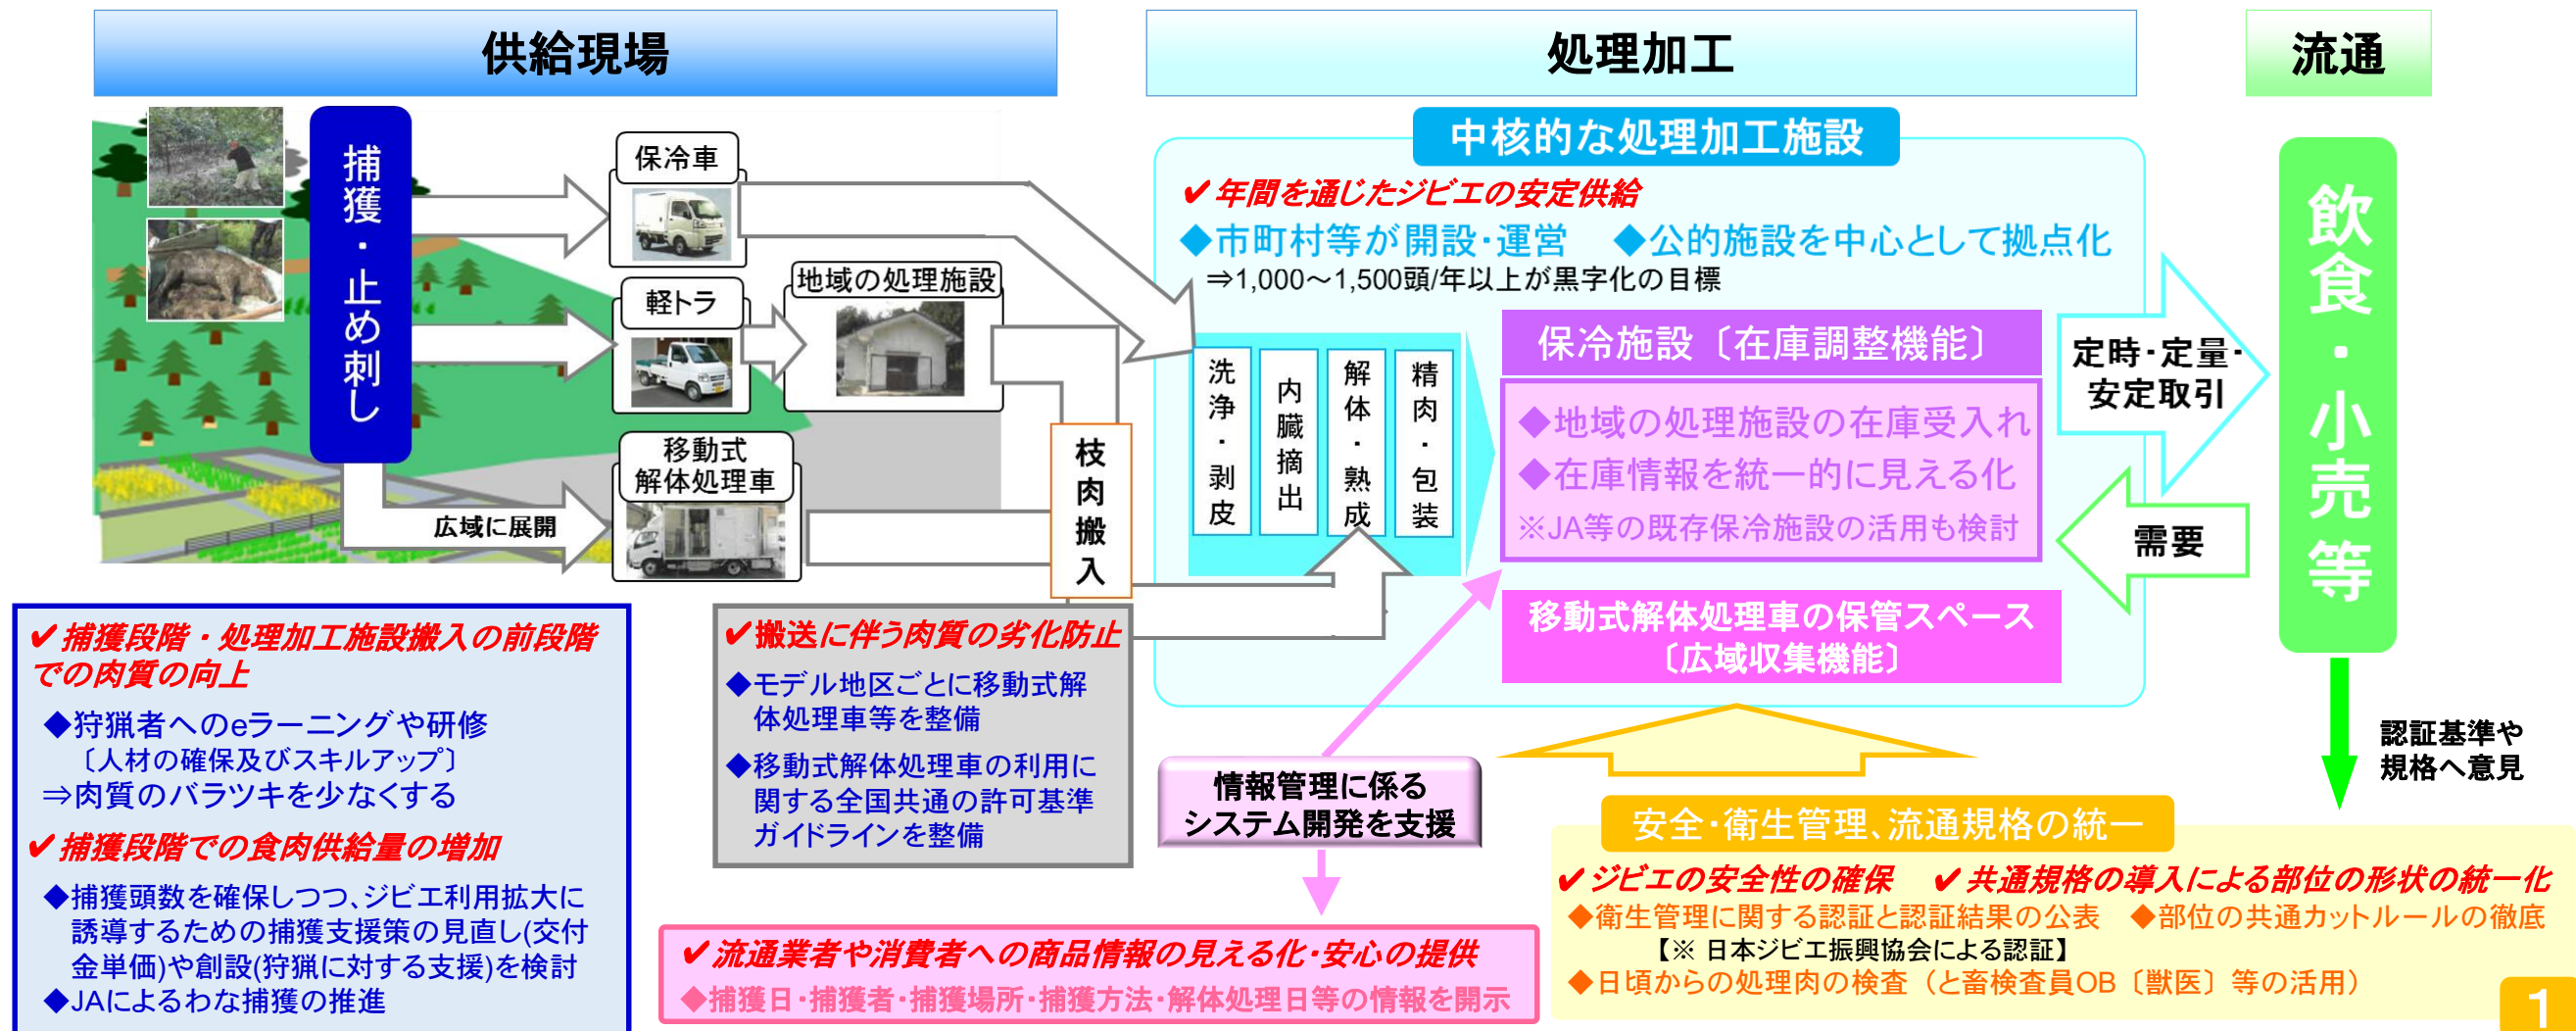 供給現場
処理加工
流通
捕獲・止め刺し
保冷車
軽トラ
地域の処理施設
移動式
解体処理車
広域に展開
枝肉搬入
中核的な処理加工施設
✔年間を通じたジビエの安定供給
◆市町村等が開設・運営　◆公的施設を中心として拠点化
⇒1,000～1,500頭/年以上が黒字化の目標
洗浄・剥皮
内臓摘出
解体・熟成
精肉・包装
保冷施設〔在庫調整機能〕
◆地域の処理施設の在庫受入れ
◆在庫情報を統一的に見える化
※JA等の既存保冷施設の活用も検討
移動式解体処理車の保管スペース
〔広域収集機能〕
定時・定量・
安定取引
需要
飲食・小売等
認証基準や
規格へ意見
✔捕獲段階・処理加工施設搬入の前段階
での肉質の向上
◆狩猟者へのeラーニングや研修
〔人材の確保及びスキルアップ〕
⇒肉質のバラツキを少なくする
✔捕獲段階での食肉供給量の増加
◆捕獲頭数を確保しつつ、ジビエ利用拡大に
誘導するための捕獲支援策の見直し(交付
金単価)や創設(狩猟に対する支援)を検討
◆JAによるわな捕獲の推進
✔搬送に伴う肉質の劣化防止
◆モデル地区ごとに移動式解
体処理車等を整備
◆移動式解体処理車の利用に
関する全国共通の許可基準
ガイドラインを整備
情報管理に係る
システム開発を支援
✔流通業者や消費者への商品情報の見える化・安心の提供
◆捕獲日・捕獲者・捕獲場所・捕獲方法・解体処理日等の情報を開示
安全・衛生管理、流通規格の統一
✔ジビエの安全性の確保　✔共通規格の導入による部位の形状の統一化
◆衛生管理に関する認証と認証結果の公表　◆部位の共通カットルールの徹底
【※ 日本ジビエ振興協会による認証】
◆日頃からの処理肉の検査（と畜検査員OB〔獣医〕等の活用）
1